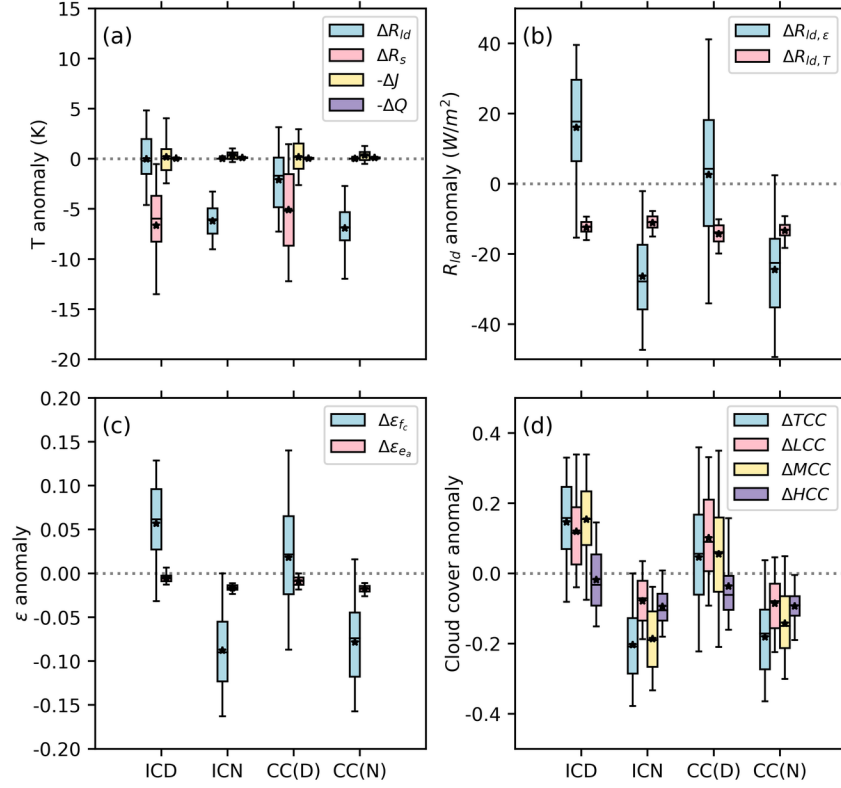 (a)
ΔR_ld
ΔR_s
-ΔJ
-ΔQ
T anomaly (K)
15
10
5
0
-5
-10
-15
-20
(b)
ΔR_ld,ε
ΔR_ld,T
R_ld anomaly (W/m²)
40
20
0
-20
-40
(c)
Δε_f_c
Δε_e_a
ε anomaly
0.20
0.15
0.10
0.05
0.00
-0.05
-0.10
-0.15
-0.20
ICD ICN CC(D) CC(N)
(d)
ΔTCC
ΔLCC
ΔMCC
ΔHCC
Cloud cover anomaly
0.4
0.2
0.0
-0.2
-0.4
ICD ICN CC(D) CC(N)